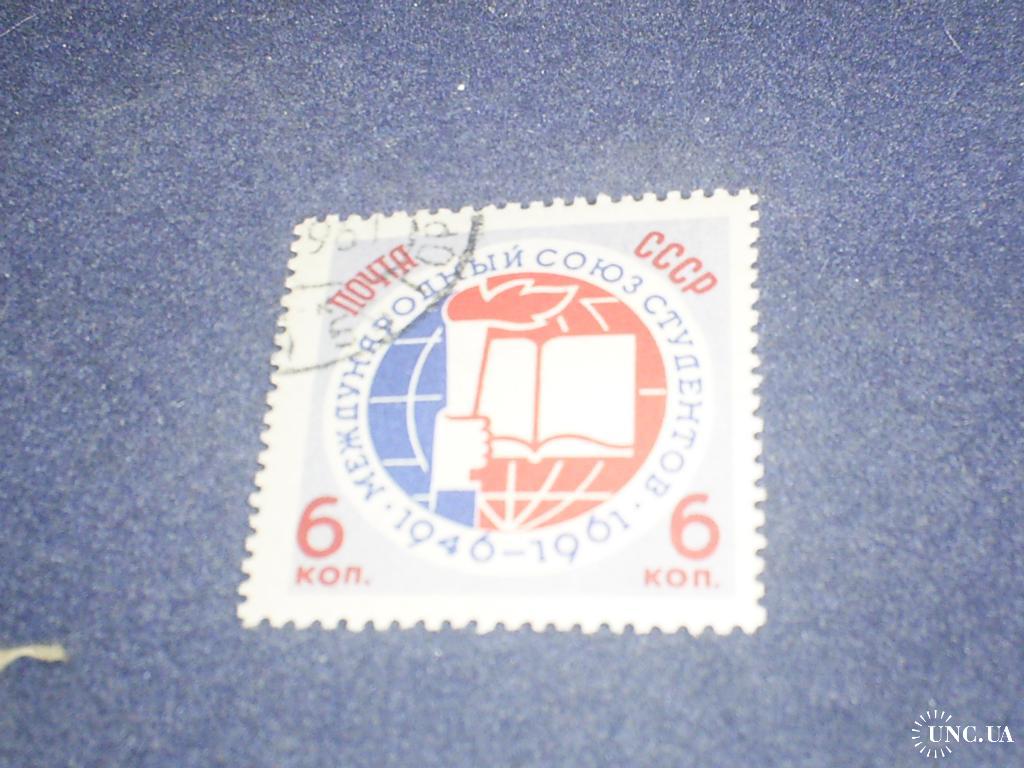 ПОЧТА СССР
МЕЖДУНАРОДНЫЙ СОЮЗ СТУДЕНТОВ
· 1946-1961 ·
6 КОП.
6 КОП.
UNC.UA